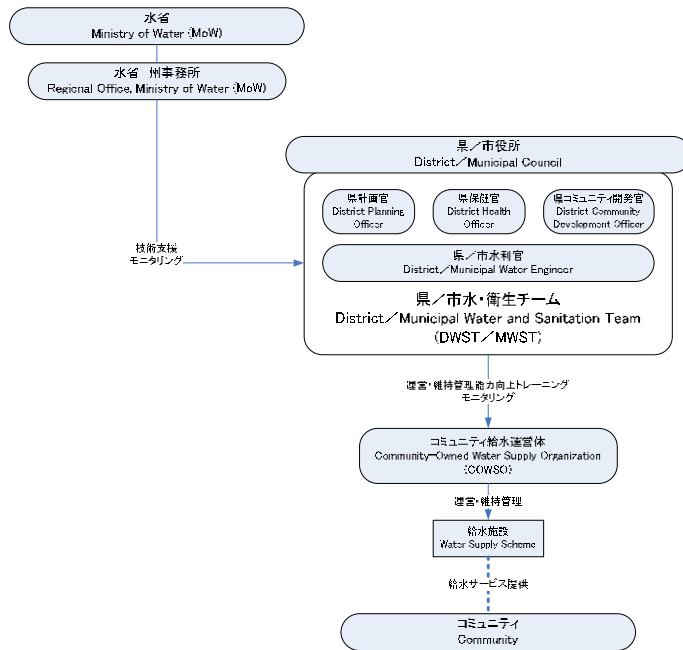 水省
Ministry of Water (MoW)
水省 州事務所
Regional Office, Ministry of Water (MoW)
県／市役所
District／Municipal Council
県計画官
District Planning
Officer
県保健官
District Health
Officer
県コミュニティ開発官
District Community
Development Officer
県／市水利官
District／Municipal Water Engineer
技術支援
モニタリング
県／市水・衛生チーム
District／Municipal Water and Sanitation Team
(DWST／MWST)
運営・維持管理能力向上トレーニング
モニタリング
コミュニティ給水運営体
Community-Owned Water Supply Organization
(COWSO)
運営・維持管理
給水施設
Water Supply Scheme
給水サービス提供
コミュニティ
Community